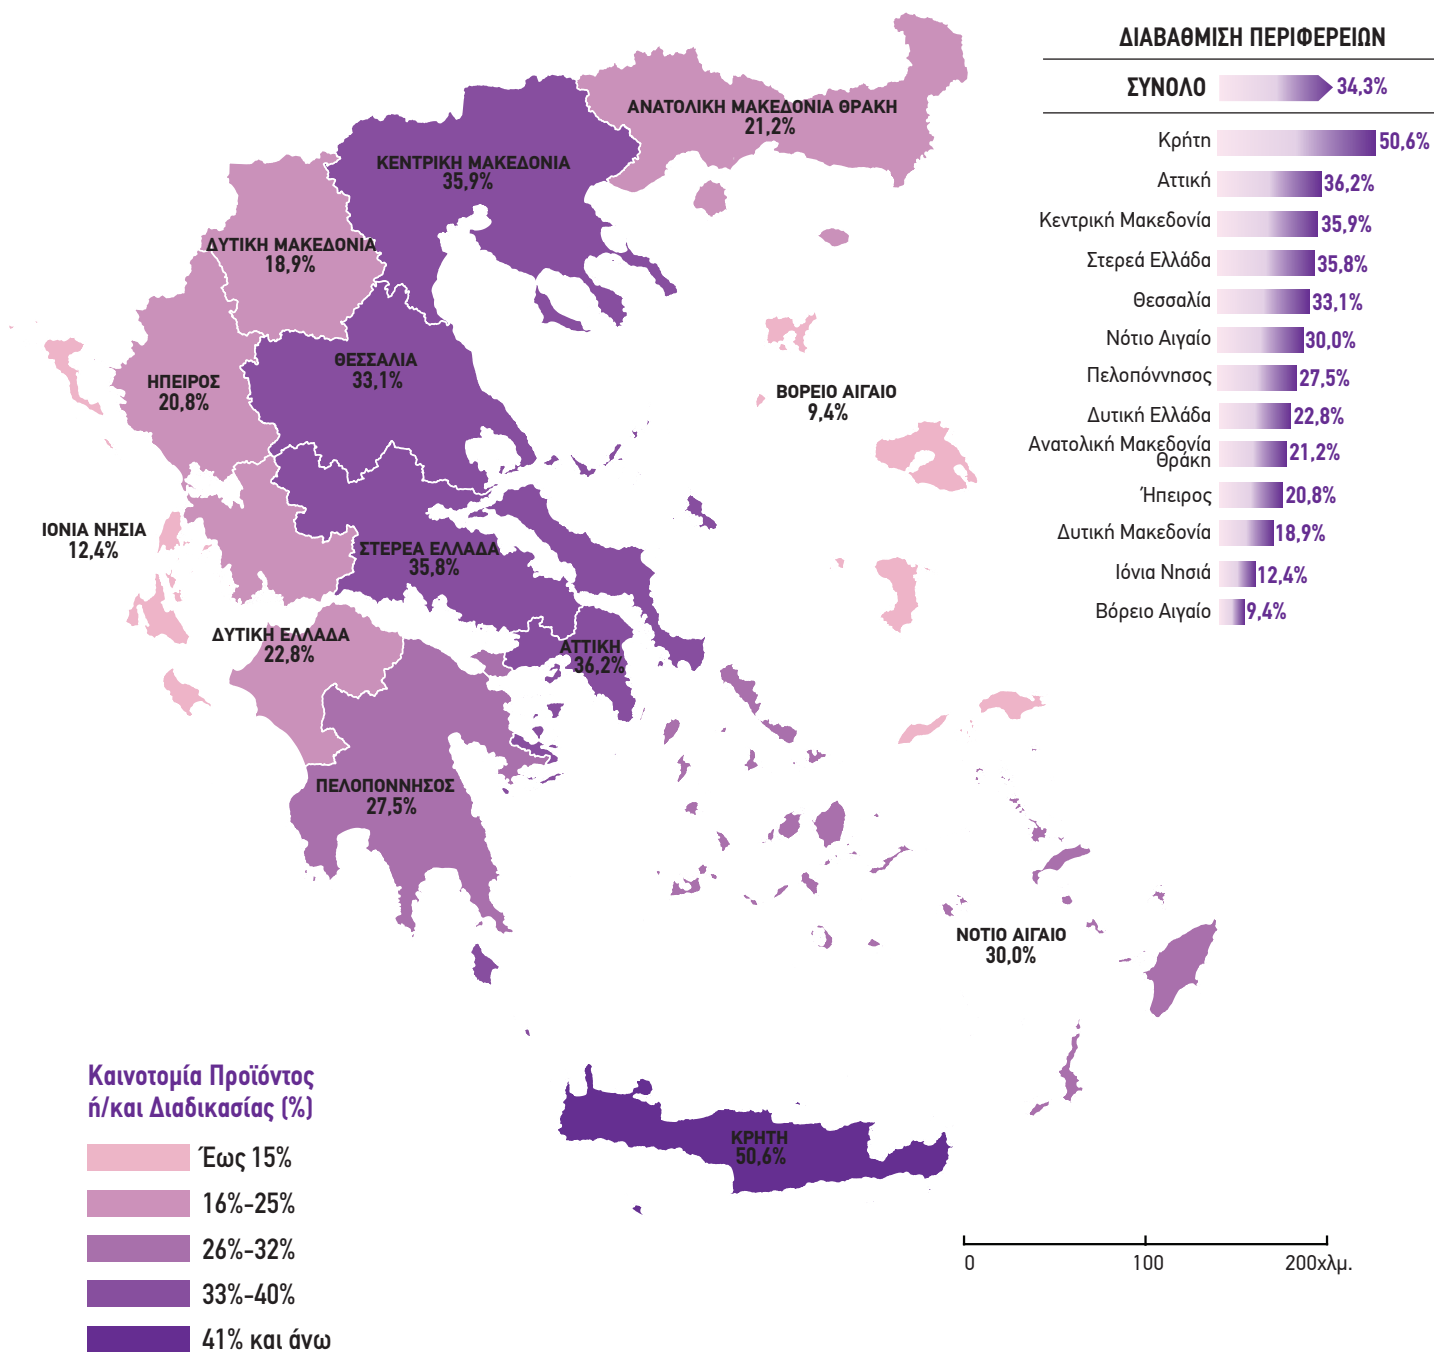 ΔΙΑΒΑΘΜΙΣΗ ΠΕΡΙΦΕΡΕΙΩΝ
ΣΥΝΟΛΟ 34,3%
Κρήτη 50,6%
Αττική 36,2%
Κεντρική Μακεδονία 35,9%
Στερεά Ελλάδα 35,8%
Θεσσαλία 33,1%
Νότιο Αιγαίο 30,0%
Πελοπόννησος 27,5%
Δυτική Ελλάδα 22,8%
Ανατολική Μακεδονία
Θράκη 21,2%
Ήπειρος 20,8%
Δυτική Μακεδονία 18,9%
Ιόνια Νησιά 12,4%
Βόρειο Αιγαίο 9,4%
ΑΝΑΤΟΛΙΚΗ ΜΑΚΕΔΟΝΙΑ ΘΡΑΚΗ
21,2%
ΚΕΝΤΡΙΚΗ ΜΑΚΕΔΟΝΙΑ
35,9%
ΔΥΤΙΚΗ ΜΑΚΕΔΟΝΙΑ
18,9%
ΘΕΣΣΑΛΙΑ
33,1%
ΗΠΕΙΡΟΣ
20,8%
ΒΟΡΕΙΟ ΑΙΓΑΙΟ
9,4%
ΙΟΝΙΑ ΝΗΣΙΑ
12,4%
ΣΤΕΡΕΑ ΕΛΛΑΔΑ
35,8%
ΔΥΤΙΚΗ ΕΛΛΑΔΑ
22,8%
ΑΤΤΙΚΗ
36,2%
ΠΕΛΟΠΟΝΝΗΣΟΣ
27,5%
ΝΟΤΙΟ ΑΙΓΑΙΟ
30,0%
ΚΡΗΤΗ
50,6%
Καινοτομία Προϊόντος
ή/και Διαδικασίας (%)
Έως 15%
16%-25%
26%-32%
33%-40%
41% και άνω
0 100 200χλμ.